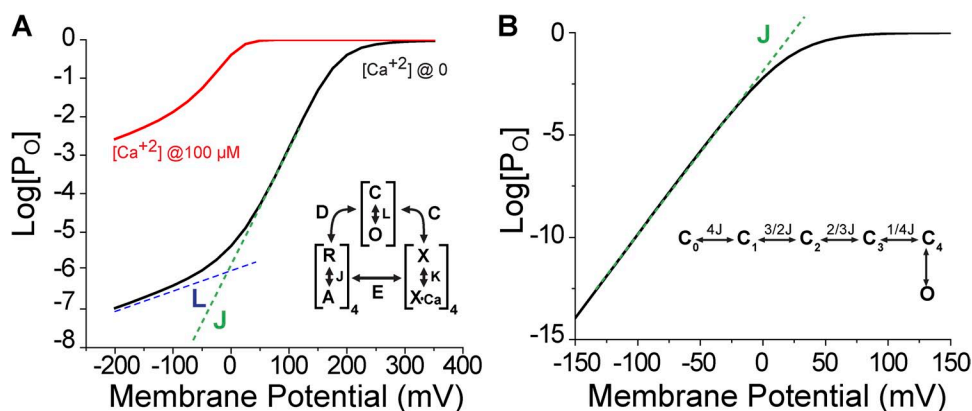 A
Log[P_O]
0
-1
-2
-3
-4
-5
-6
-7
-8
[Ca+2] @ 0
[Ca+2] @100 µM
L
J
D
C
L
O
C
R
J
A
4
E
X
K
X•Ca
4
-200 -100 0 100 200 300 400
Membrane Potential (mV)
B
Log[P_O]
0
-5
-10
-15
J
4J 3/2J 2/3J 1/4J
C0 C1 C2 C3 C4
O
-150 -100 -50 0 50 100 150
Membrane Potential (mV)